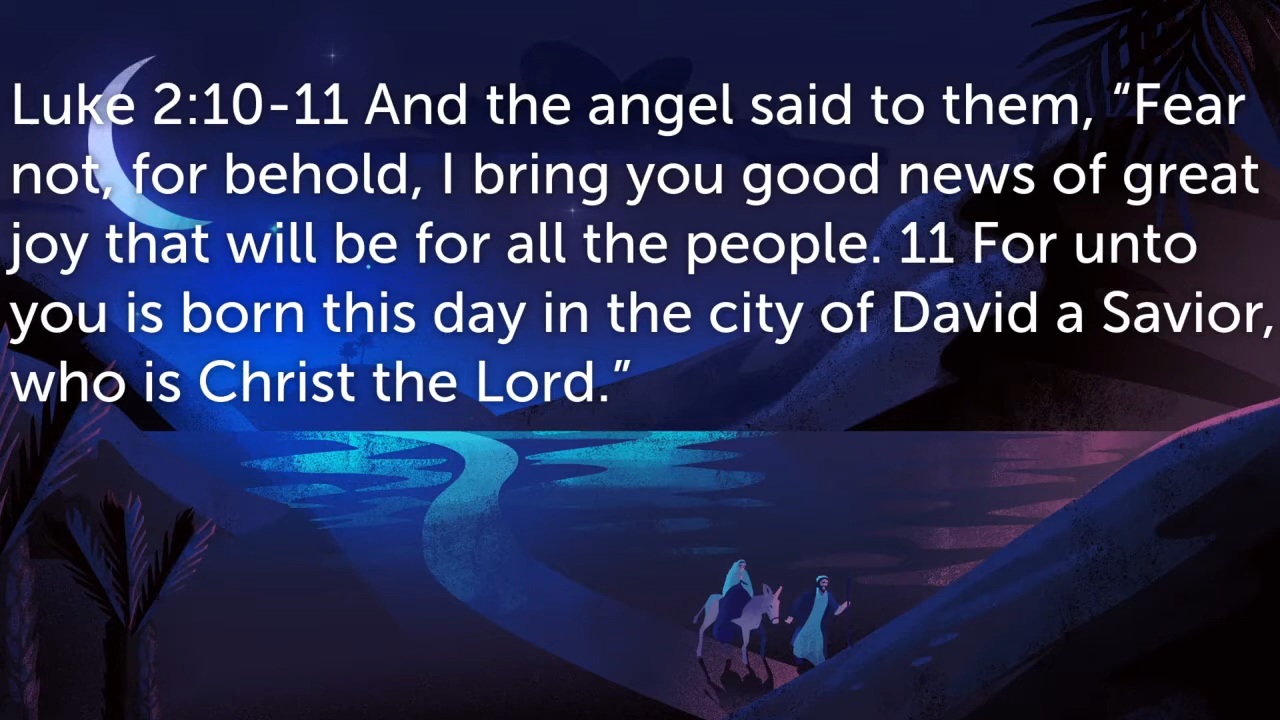 Luke 2:10-11 And the angel said to them, “Fear
not, for behold, I bring you good news of great
joy that will be for all the people. 11 For unto
you is born this day in the city of David a Savior,
who is Christ the Lord.”